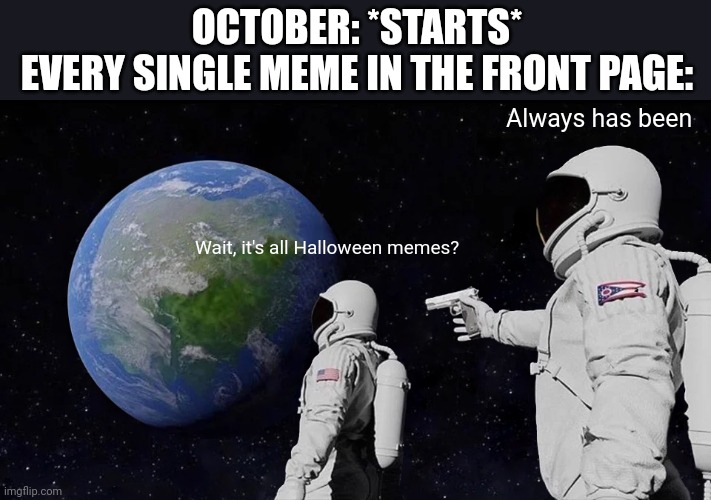 OCTOBER: *STARTS*
EVERY SINGLE MEME IN THE FRONT PAGE:
Always has been
Wait, it's all Halloween memes?
imgflip.com